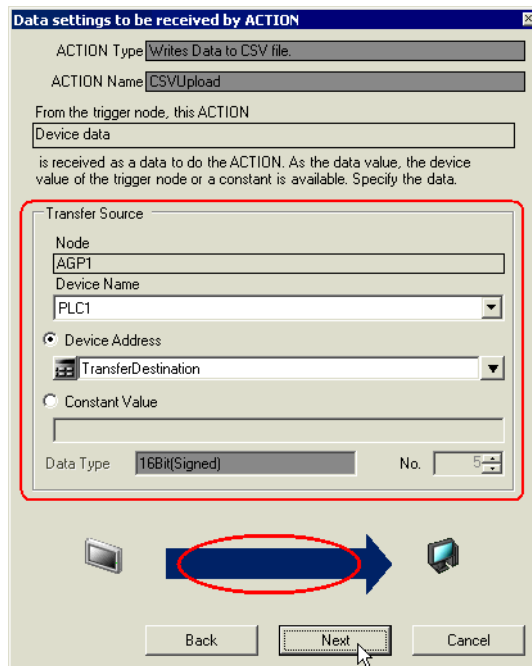 Data settings to be received by ACTION
ACTION Type Writes Data to CSV file.
ACTION Name CSVUpload
From the trigger node, this ACTION
Device data
is received as a data to do the ACTION. As the data value, the device
value of the trigger node or a constant is available. Specify the data.
Transfer Source
Node
AGP1
Device Name
PLC1
Device Address
TransferDestination
Constant Value
Data Type 16Bit(Signed) No. 5
Back Next Cancel